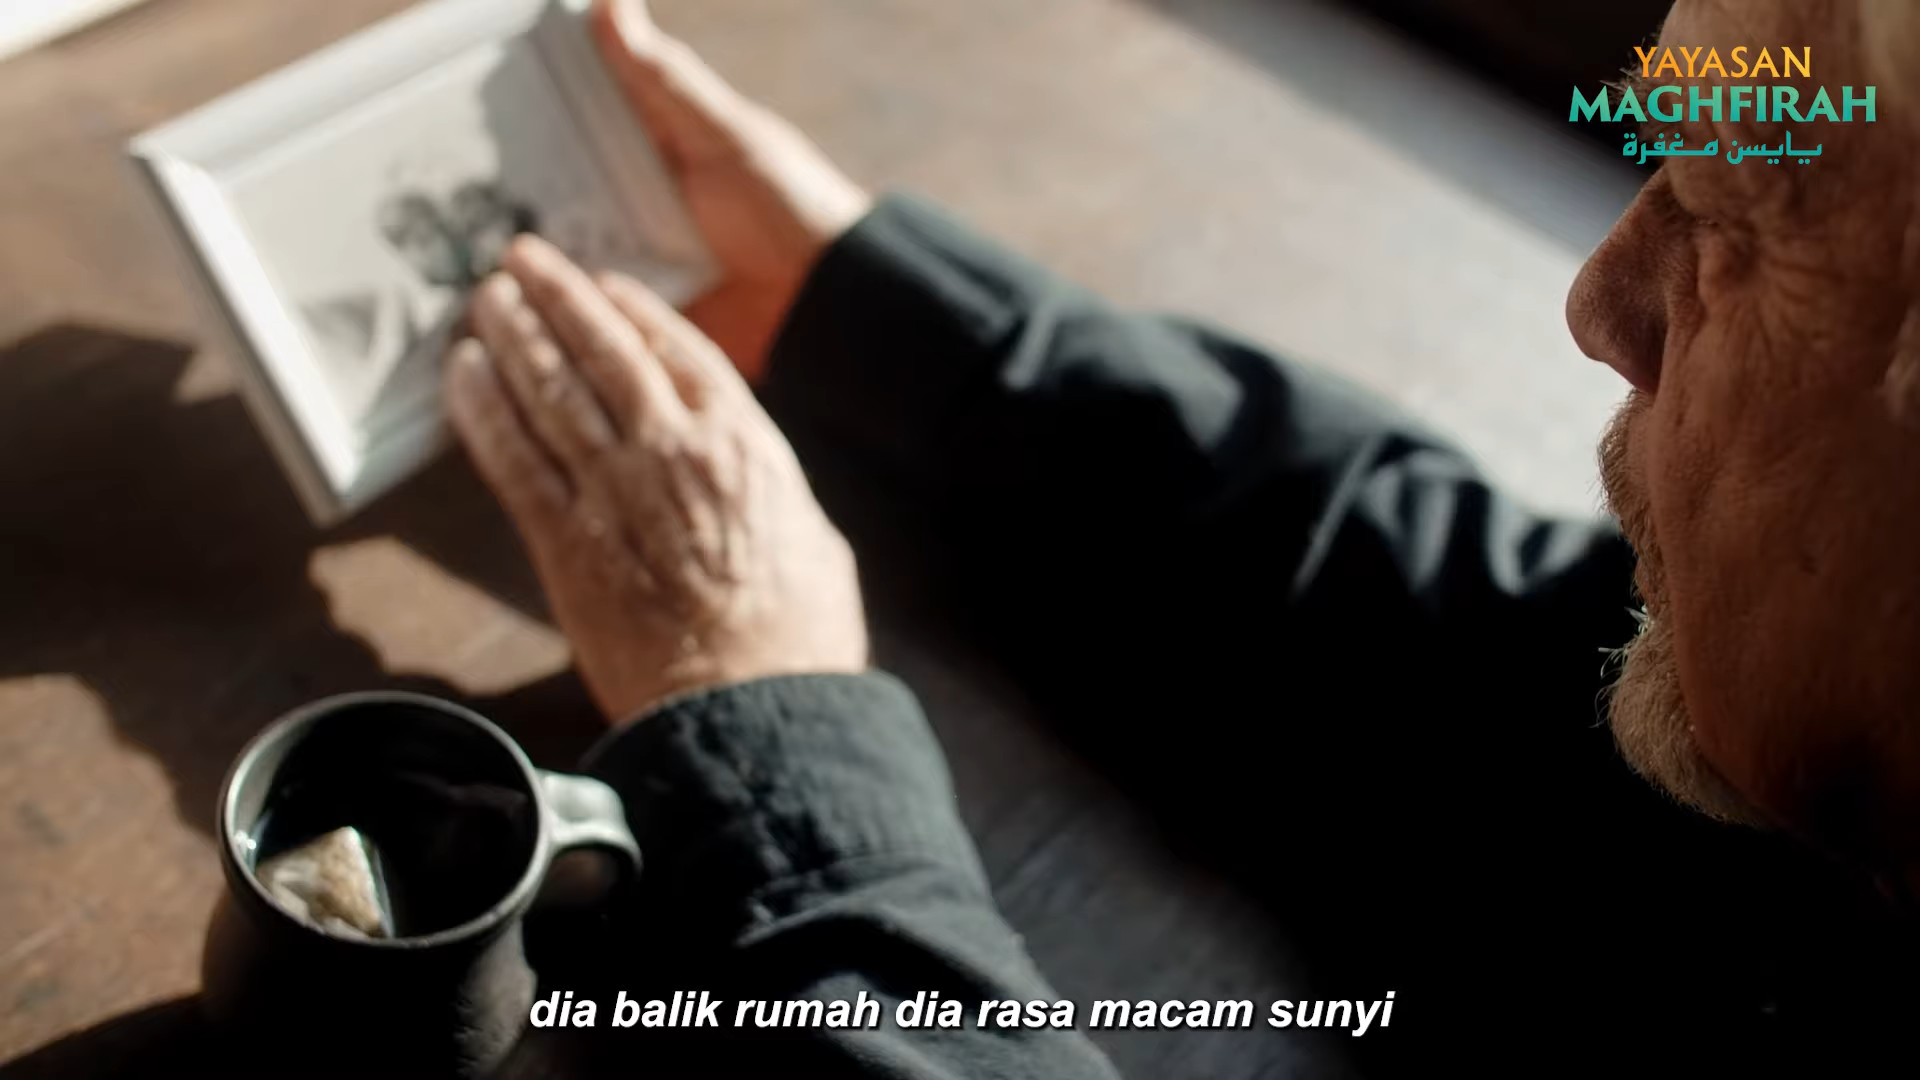 YAYASAN
MAGHFIRAH
يايسن مغفرة
dia balik rumah dia rasa macam sunyi